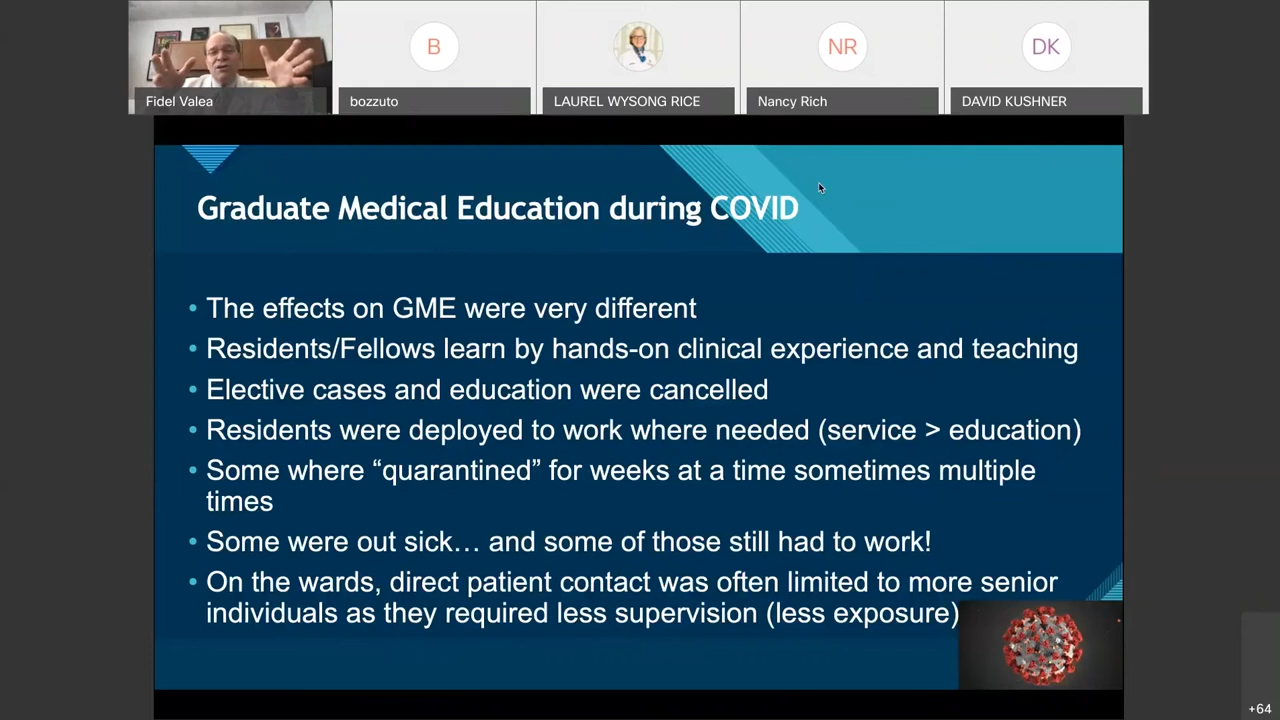 B
NR
DK
Fidel Valea
bozzuto
LAUREL WYSONG RICE
Nancy Rich
DAVID KUSHNER
Graduate Medical Education during COVID
• The effects on GME were very different
• Residents/Fellows learn by hands-on clinical experience and teaching
• Elective cases and education were cancelled
• Residents were deployed to work where needed (service > education)
• Some where “quarantined” for weeks at a time sometimes multiple
times
• Some were out sick… and some of those still had to work!
• On the wards, direct patient contact was often limited to more senior
individuals as they required less supervision (less exposure)
+64